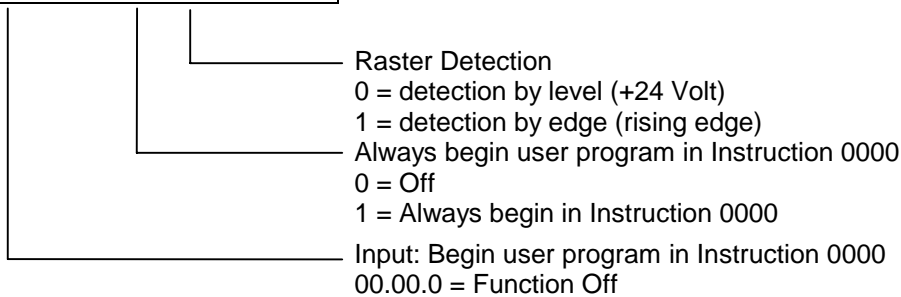 Raster Detection
0 = detection by level (+24 Volt)
1 = detection by edge (rising edge)
Always begin user program in Instruction 0000
0 = Off
1 = Always begin in Instruction 0000
Input: Begin user program in Instruction 0000
00.00.0 = Function Off